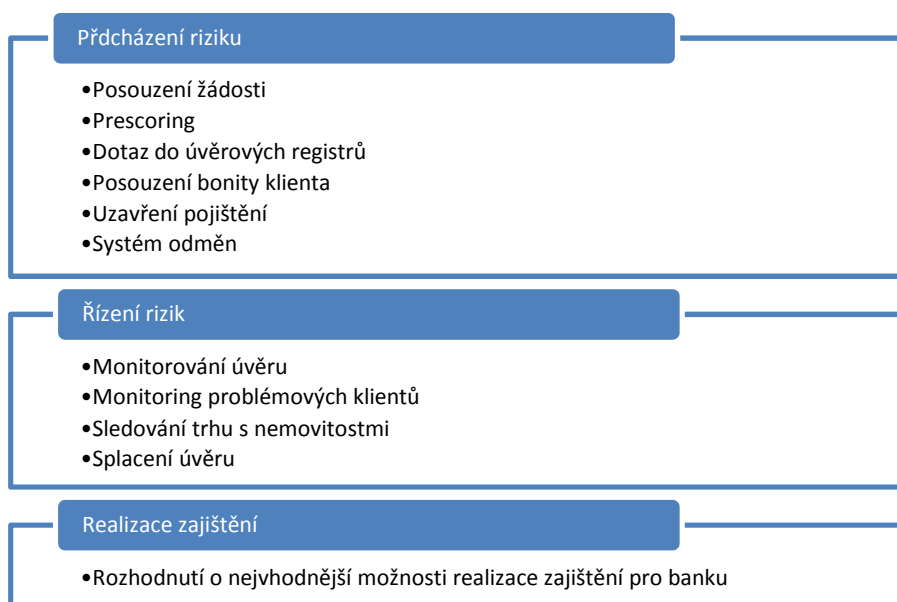 Přdcházení riziku
•Posouzení žádosti
•Prescoring
•Dotaz do úvěrových registrů
•Posouzení bonity klienta
•Uzavření pojištění
•Systém odměn
Řízení rizik
•Monitorování úvěru
•Monitoring problémových klientů
•Sledování trhu s nemovitostmi
•Splacení úvěru
Realizace zajištění
•Rozhodnutí o nejvhodnější možnosti realizace zajištění pro banku